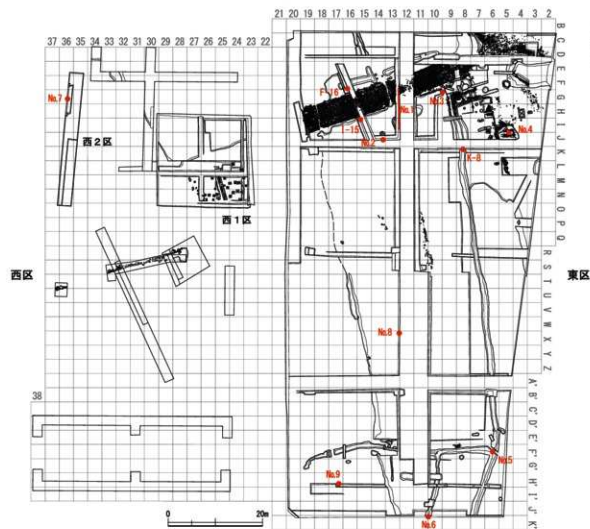 21 20 19 18 17 16 15 14 13 12 11 10 9 8 7 6 5 4 3 2
B
C
D
E
F
G
H
I
J
K
L
M
N
O
P
Q
R
S
T
U
V
W
X
Y
Z
A'
B'
C'
D'
E'
F'
G'
H'
I'
J'
K'
37 36 35 34 33 32 31 30 29 28 27 26 25 24 23 22
No.7
F-16
No.1
No.3
I-15
No.2
No.4
K-8
西2区
西1区
西区
東区
No.8
38
No.5
No.9
No.6
0 20m